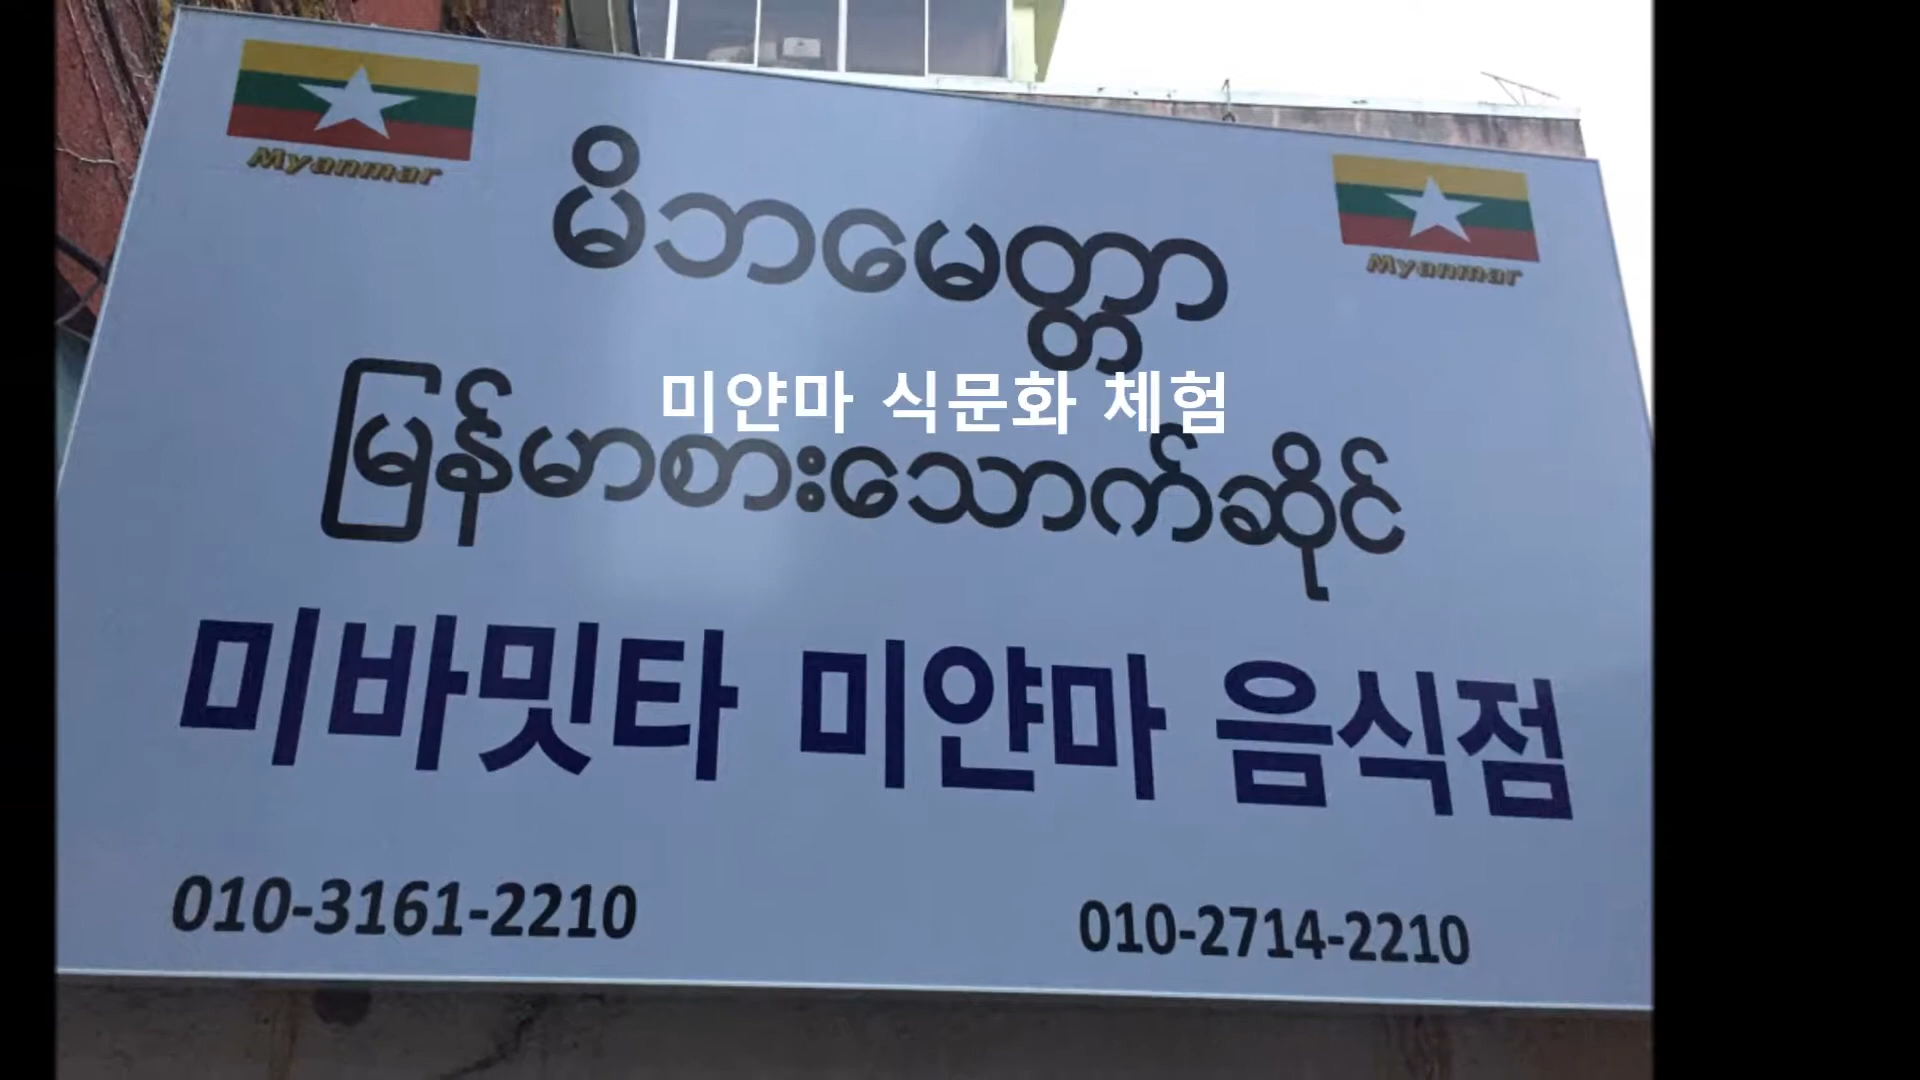 Myanmar
Myanmar
မိဘမေတ္တာ
미얀마 식문화 체험
မြန်မာစားသောက်ဆိုင်
미바밋타 미얀마 음식점
010-3161-2210
010-2714-2210